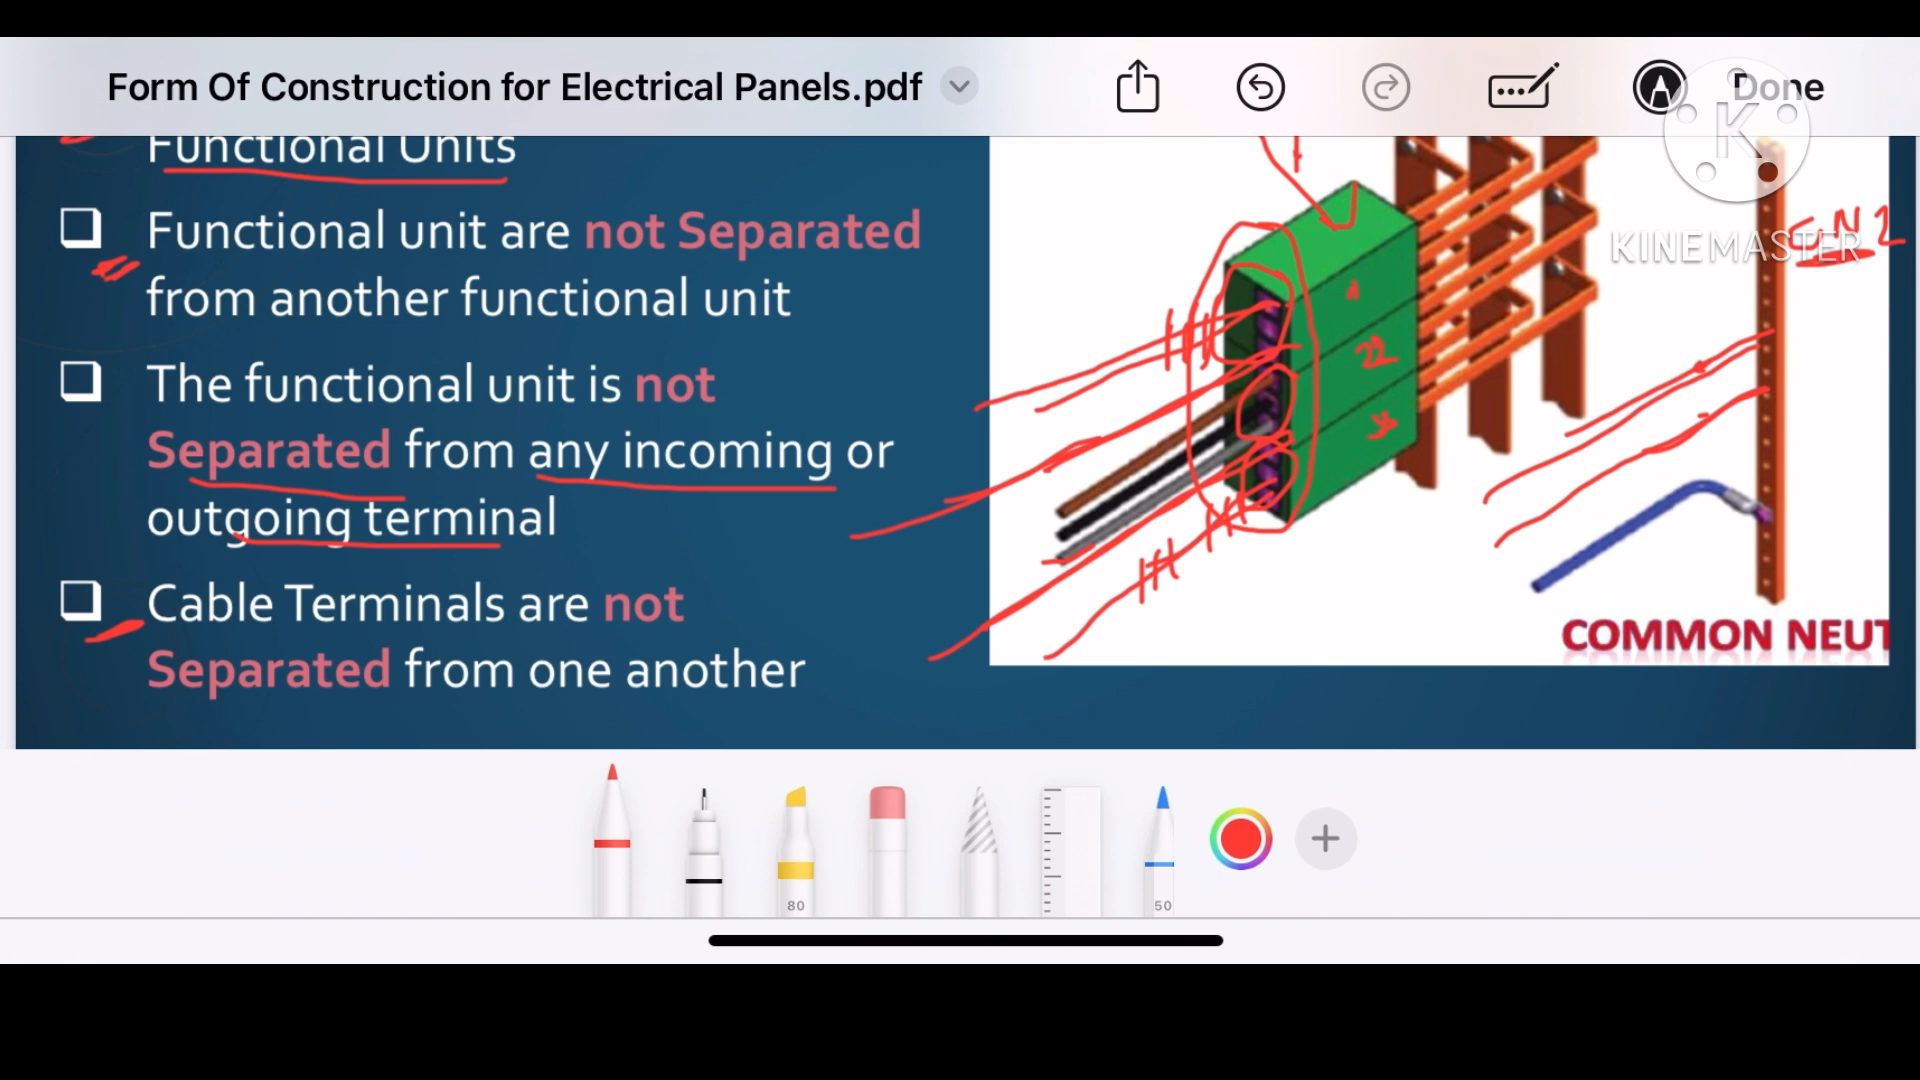 Form Of Construction for Electrical Panels.pdf
Done
K
KINEMASTER
Functional Units
Functional unit are not Separated
from another functional unit
The functional unit is not
Separated from any incoming or
outgoing terminal
Cable Terminals are not
Separated from one another
COMMON NEUT
80
50